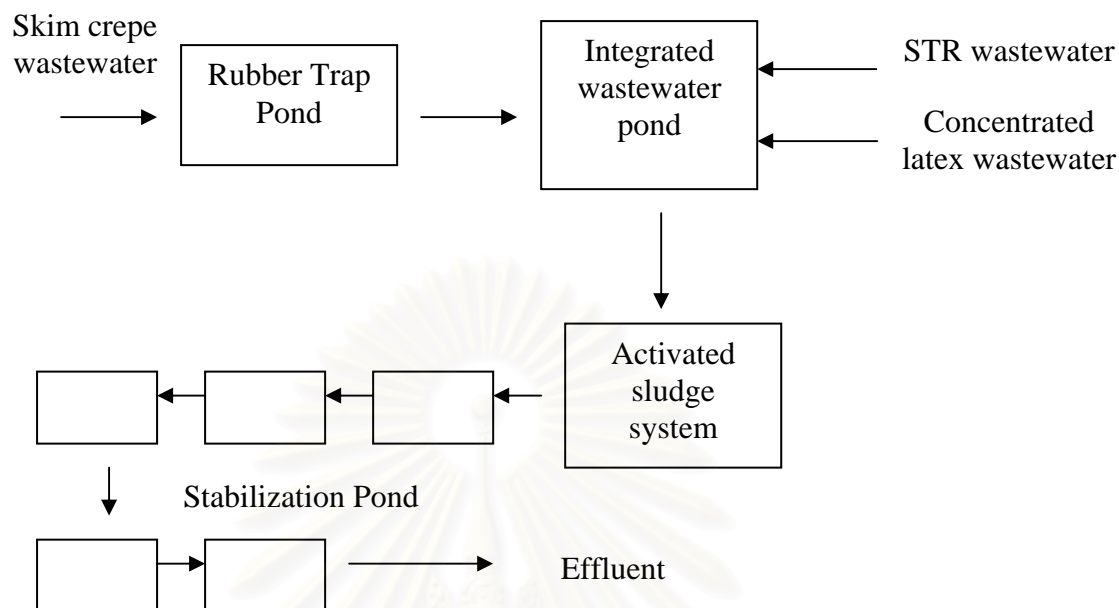 Skim crepe
wastewater
Rubber Trap
Pond
Integrated
wastewater
pond
STR wastewater
Concentrated
latex wastewater
Activated
sludge
system
Stabilization Pond
Effluent